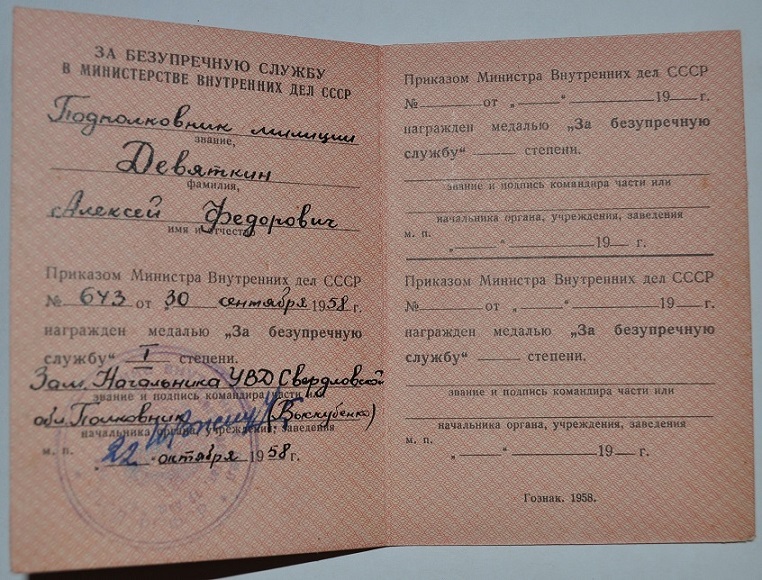 ЗА БЕЗУПРЕЧНУЮ СЛУЖБУ
В МИНИСТЕРСТВЕ ВНУТРЕННИХ ДЕЛ СССР
Подполковник милиции
звание,
Девяткин
фамилия,
Алексей Федорович
имя и отчество
Приказом Министра Внутренних дел СССР
№ 643 от 30 сентября 1958 г.
награжден медалью „За безупречную
службу“ I степени.
Зам. Начальника УВД Свердловской
звание и подпись командира части или
обл. Полковник (Выскубенко)
начальника органа, учреждения, заведения
м. п.
„22 октября 1958 г.
Приказом Министра Внутренних дел СССР
№ от „ “ 19 г.
награжден медалью „За безупречную
службу“ степени.
звание и подпись командира части или
начальника органа, учреждения, заведения
м. п.
„ “ 19 г.
Приказом Министра Внутренних дел СССР
№ от „ “ 19 г.
награжден медалью „За безупречную
службу“ степени.
звание и подпись командира части или
начальника органа, учреждения, заведения
м. п.
„ “ 19 г.
Гознак. 1958.